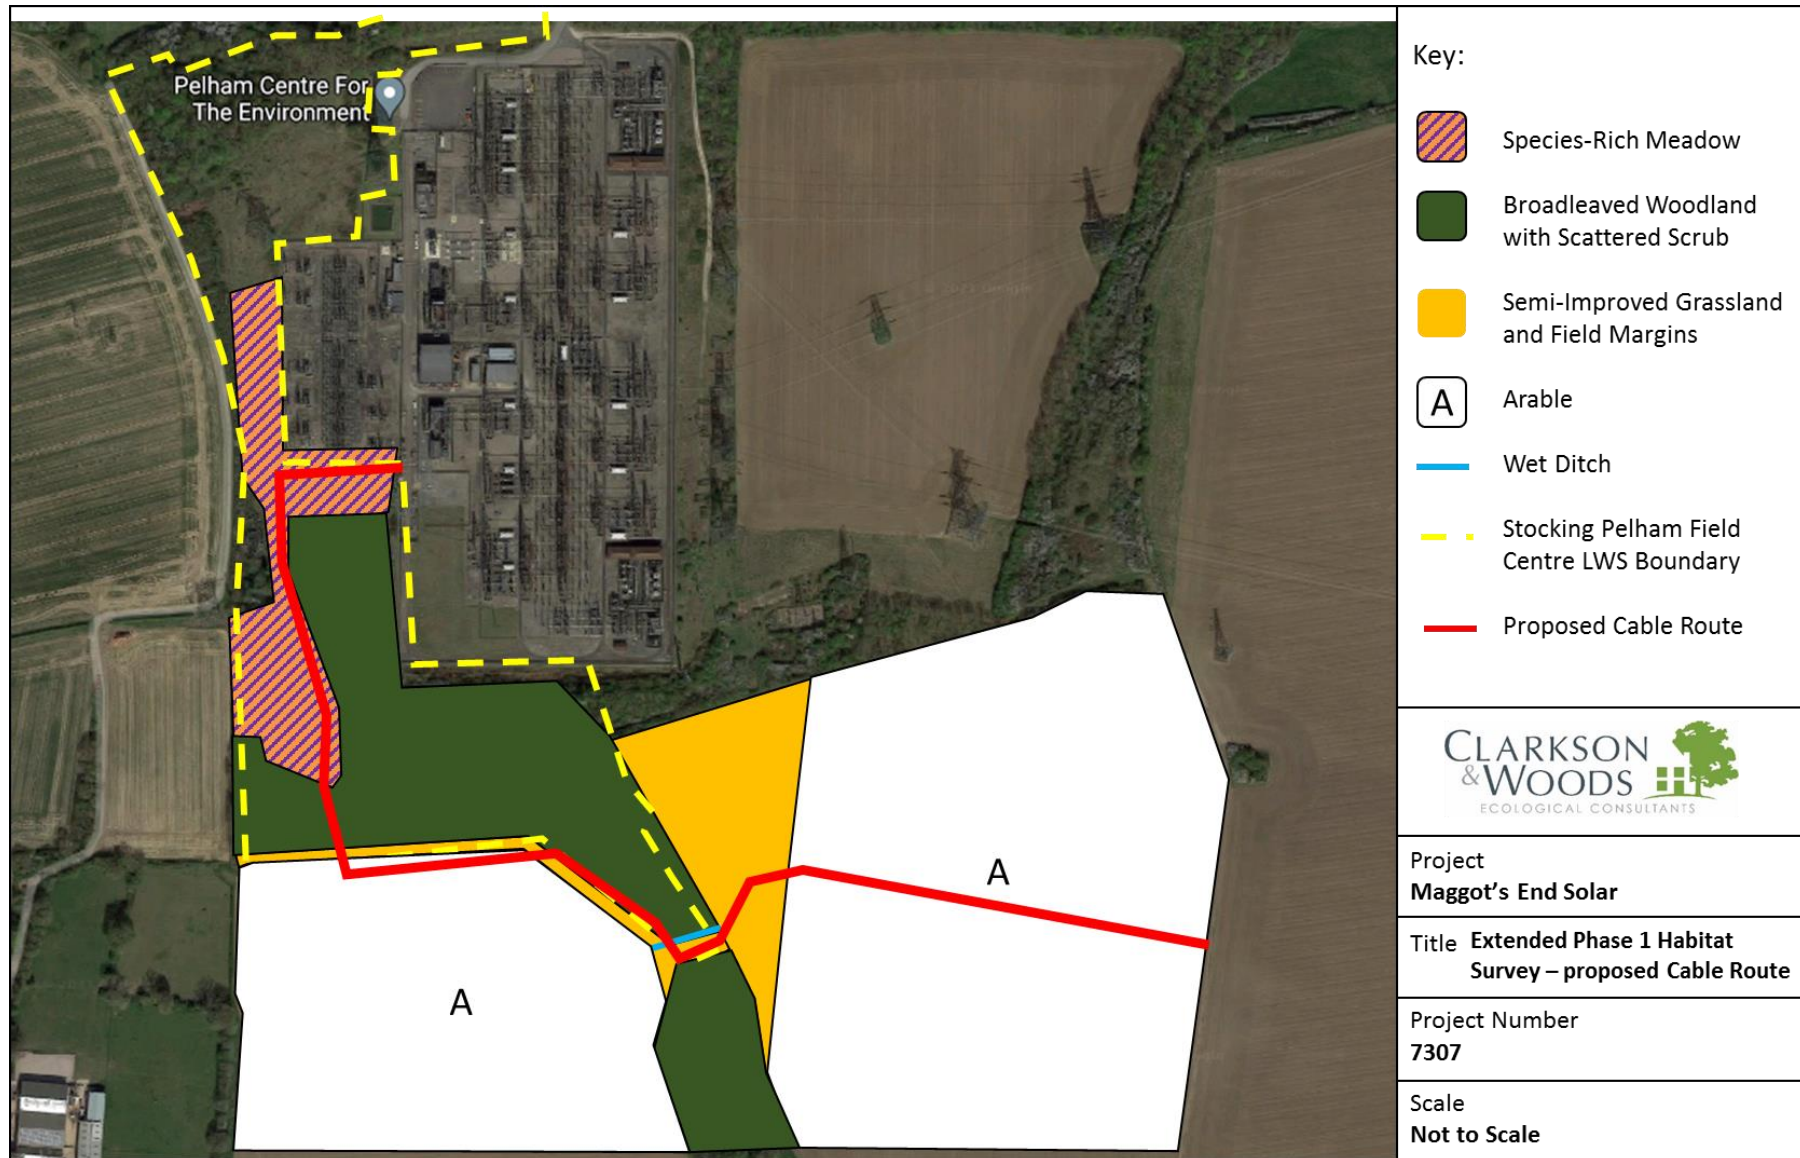 Pelham Centre For
The Environment
A
A
Key:
Species-Rich Meadow
Broadleaved Woodland
with Scattered Scrub
Semi-Improved Grassland
and Field Margins
A
Arable
Wet Ditch
Stocking Pelham Field
Centre LWS Boundary
Proposed Cable Route
CLARKSON
& WOODS
ECOLOGICAL CONSULTANTS
Project
Maggot's End Solar
Title Extended Phase 1 Habitat
Survey – proposed Cable Route
Project Number
7307
Scale
Not to Scale